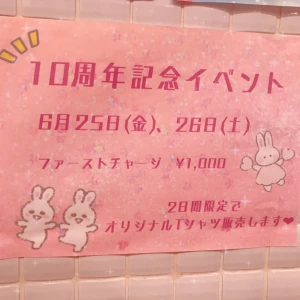 10周年記念イベント
6月25日(金)、26日(土)
ファーストチャージ ¥1,000
2日間限定で
オリジナルTシャツ販売します♥